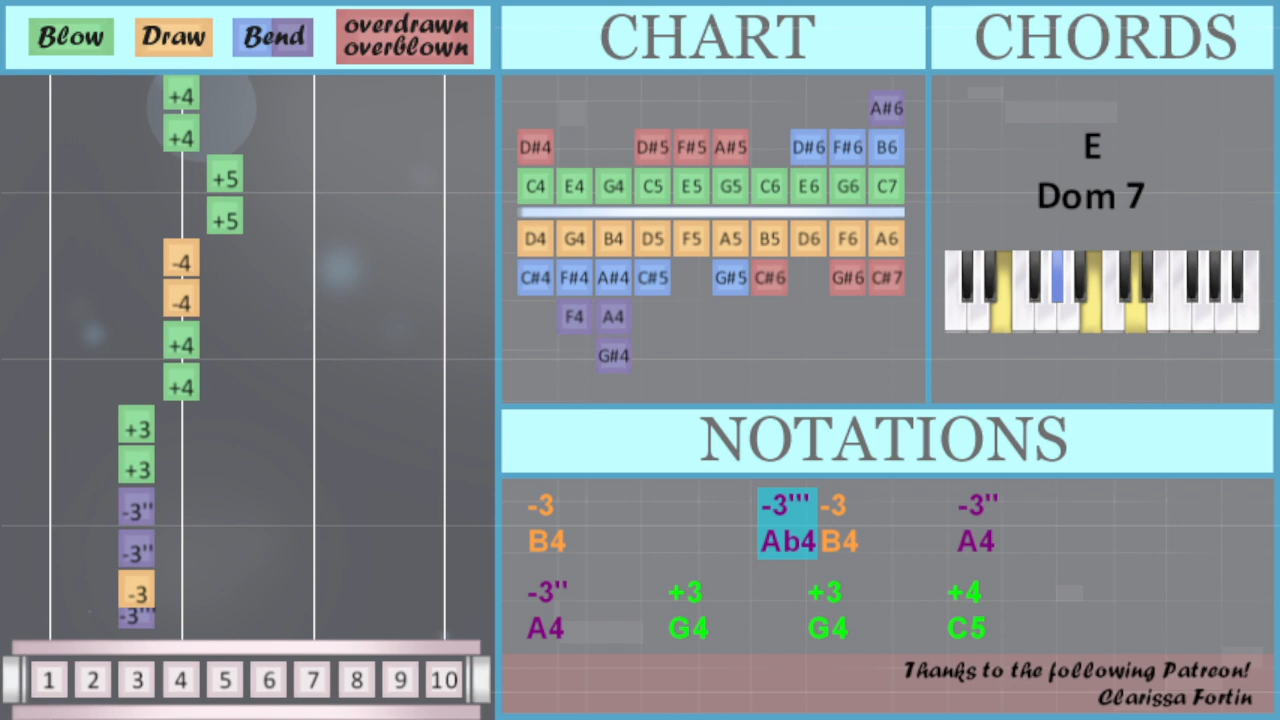 Blow Draw Bend overdrawn overblown
CHART
CHORDS
+4
+4
+5
+5
-4
-4
+4
+4
+3
+3
-3''
-3''
-3
-3'''
1 2 3 4 5 6 7 8 9 10
A#6
D#4 D#5 F#5 A#5 D#6 F#6 B6
C4 E4 G4 C5 E5 G5 C6 E6 G6 C7
D4 G4 B4 D5 F5 A5 B5 D6 F6 A6
C#4 F#4 A#4 C#5 G#5 C#6 G#6 C#7
F4 A4
G#4
E
Dom 7
NOTATIONS
-3 -3''' -3 -3''
B4 Ab4 B4 A4
-3'' +3 +3 +4
A4 G4 G4 C5
Thanks to the following Patreon!
Clarissa Fortin